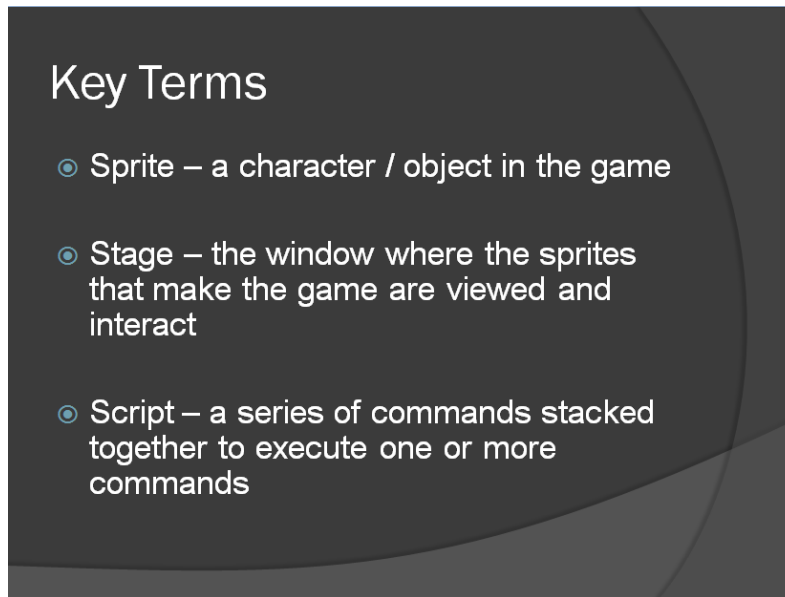 Key Terms
Sprite – a character / object in the game
Stage – the window where the sprites
that make the game are viewed and
interact
Script – a series of commands stacked
together to execute one or more
commands